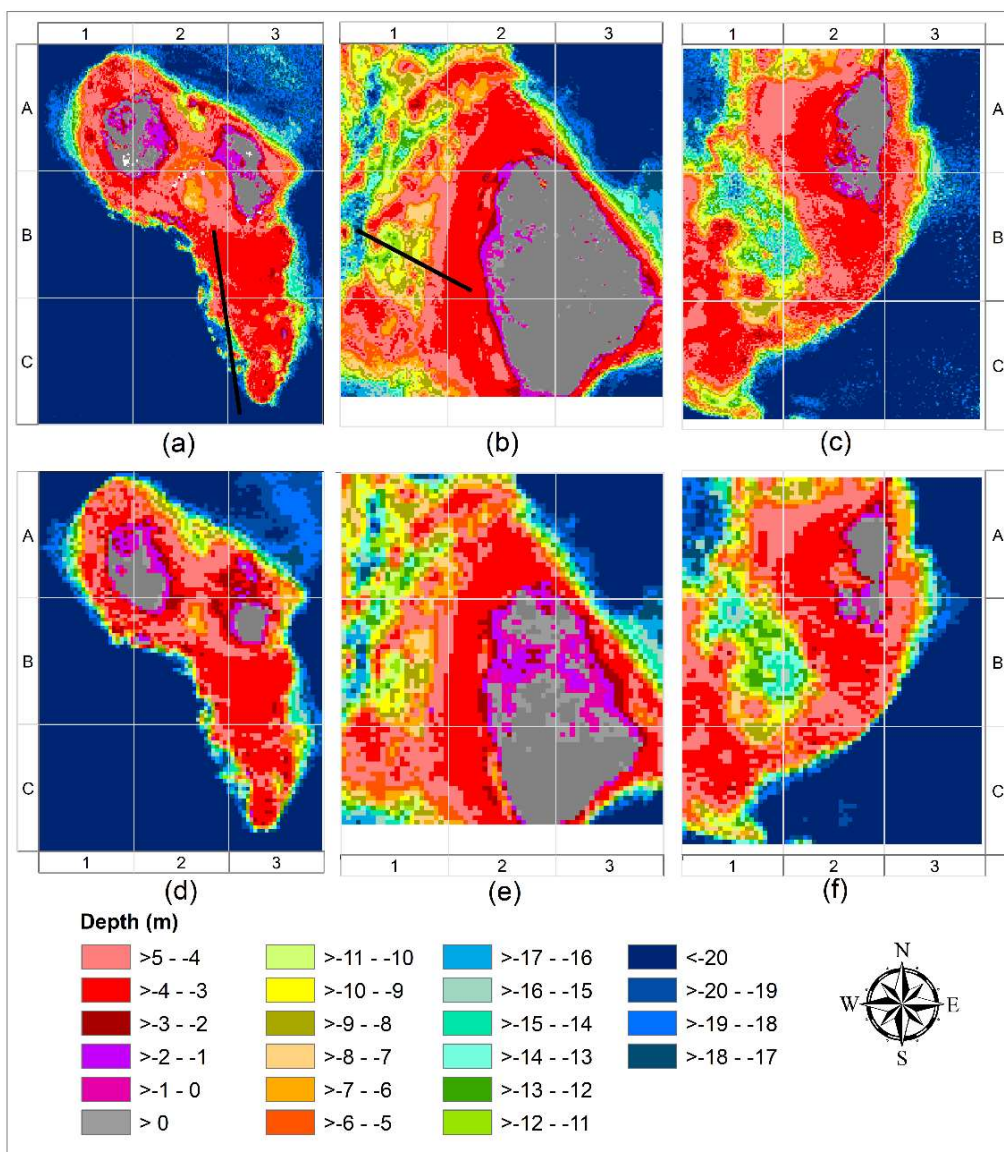 1 2 3 1 2 3 1 2 3
A A
B B
C C
(a) (b) (c)
A A
B B
C C
1 2 3 1 2 3 1 2 3
(d) (e) (f)
Depth (m)
>5 - -4 >-11 - -10 >-17 - -16 <-20
>-4 - -3 >-10 - -9 >-16 - -15 >-20 - -19
>-3 - -2 >-9 - -8 >-15 - -14 >-19 - -18
>-2 - -1 >-8 - -7 >-14 - -13 >-18 - -17
>-1 - 0 >-7 - -6 >-13 - -12
> 0 >-6 - -5 >-12 - -11
N
W E
S